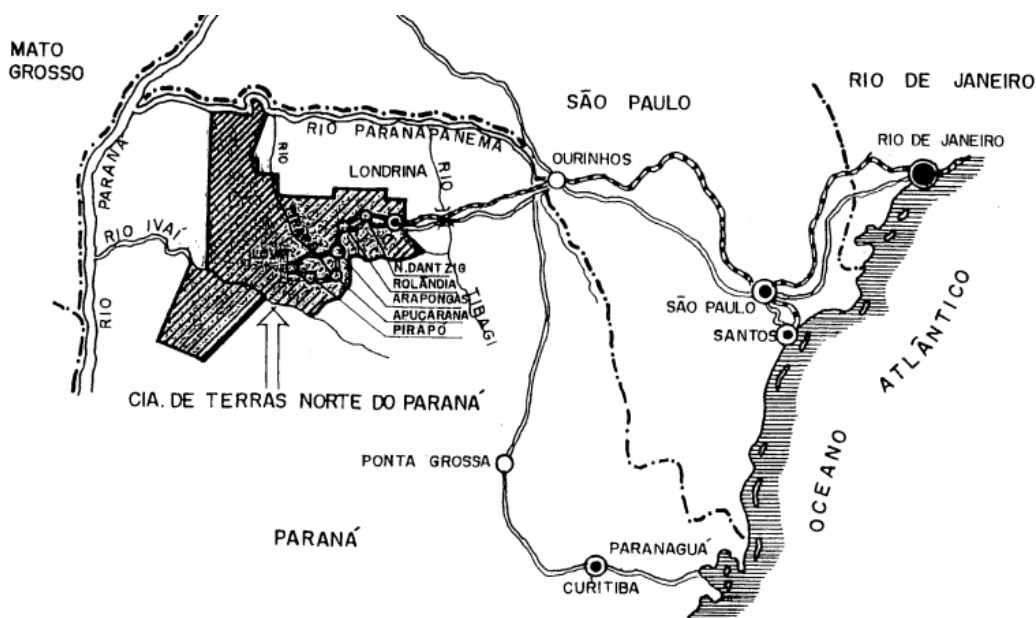 MATO
GROSSO
SÃO PAULO
RIO DE JANEIRO
RIO DE JANEIRO
RIO PARANAPANEMA
RIO
RIO
LONDRINA
OURINHOS
PARANÁ
RIO IVAÍ
RIO
N. DANTZIG
ROLÂNDIA
ARAPONGAS
APUCARANA
PIRAPÓ
TIBAGI
SÃO PAULO
SANTOS
OCEANO ATLÂNTICO
CIA. DE TERRAS NORTE DO PARANÁ
PONTA GROSSA
PARANÁ
PARANAGUÁ
CURITIBA